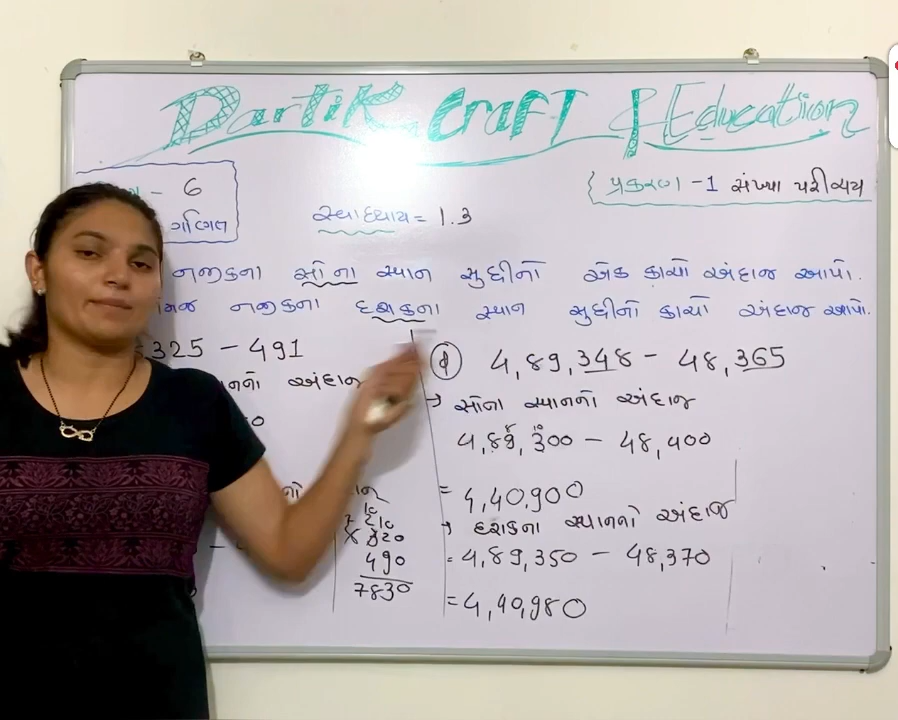 Dartik Craft & Education
- 6
ગણિત
પ્રકરણ -1 સંખ્યા પરિચય
સ્વાધ્યાય = 1.3
નજીકના સોના સ્થાન સુધીનો એક કાચો અંદાજ આપો.
નજીકના દશકના સ્થાન સુધીનો કાચો અંદાજ આપો.
325 - 491
અંદાજ
7830
490
320
(d) 4,89,348 - 48,365
→ સોના સ્થાનનો અંદાજ
4,89,300 - 48,400
= 4,40,900
→ દશકના સ્થાનનો અંદાજ
= 4,89,350 - 48,370
= 4,40,980